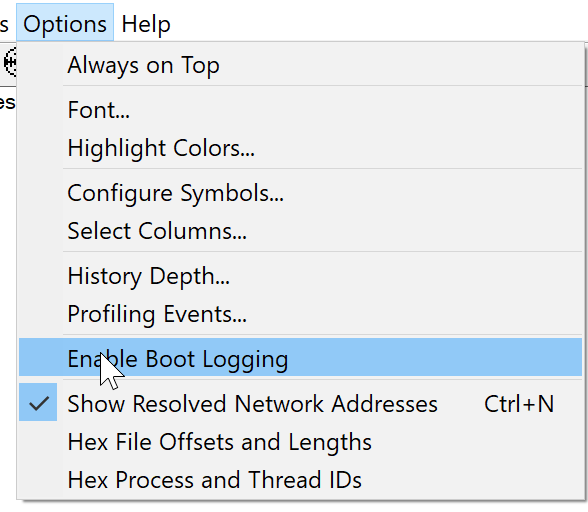 s Options Help
es
Always on Top
Font...
Highlight Colors...
Configure Symbols...
Select Columns...
History Depth...
Profiling Events...
Enable Boot Logging
Show Resolved Network Addresses Ctrl+N
Hex File Offsets and Lengths
Hex Process and Thread IDs